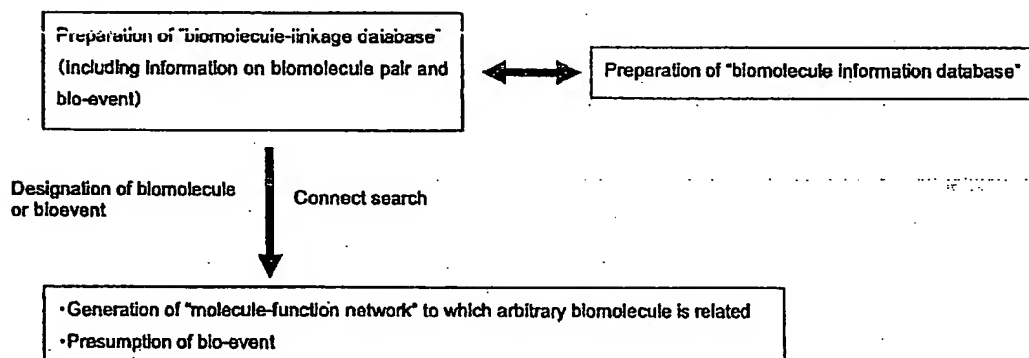 Preparation of "biomolecule-linkage database"
(including information on biomolecule pair and
bio-event)
Preparation of "biomolecule information database"
Designation of biomolecule
or bioevent
Connect search
・Generation of "molecule-function network" to which arbitrary biomolecule is related
・Presumption of bio-event